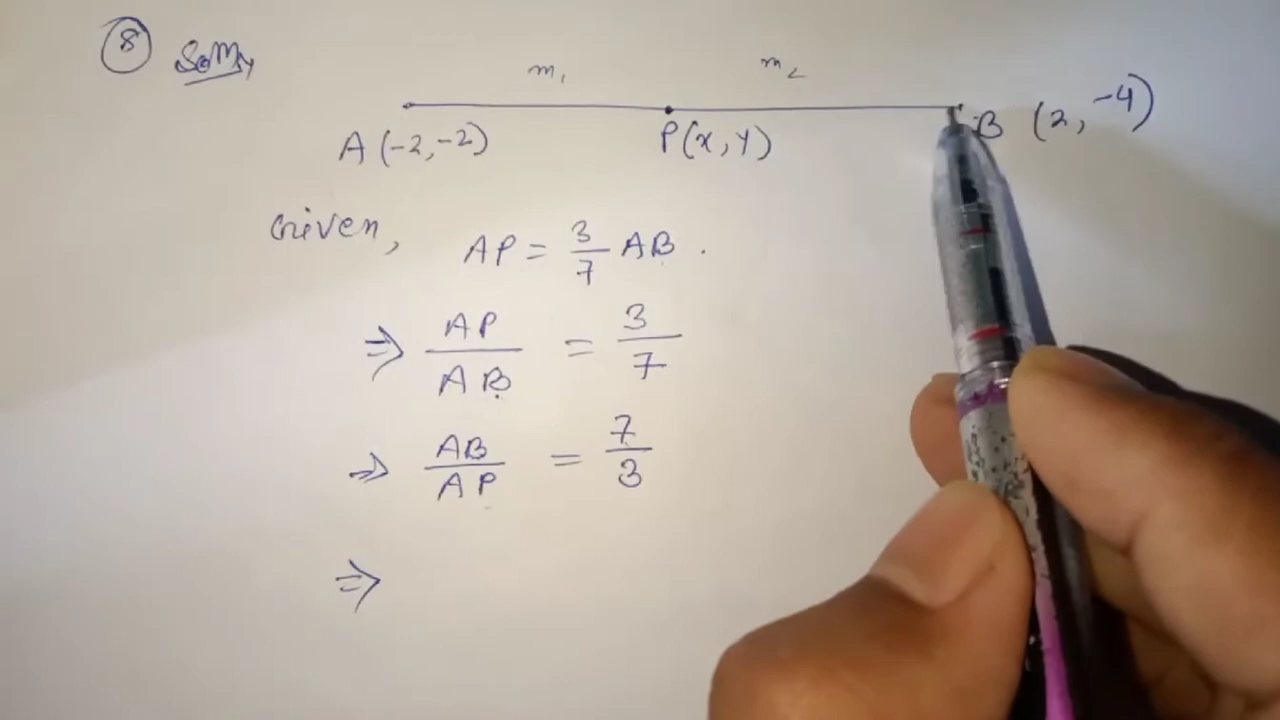 ⑧ Soln
m₁ m₂
A(-2,-2) P(x,y) B (2,-4)
Given, AP = 3/7 AB.
⇒ AP/AB = 3/7
⇒ AB/AP = 7/3
⇒